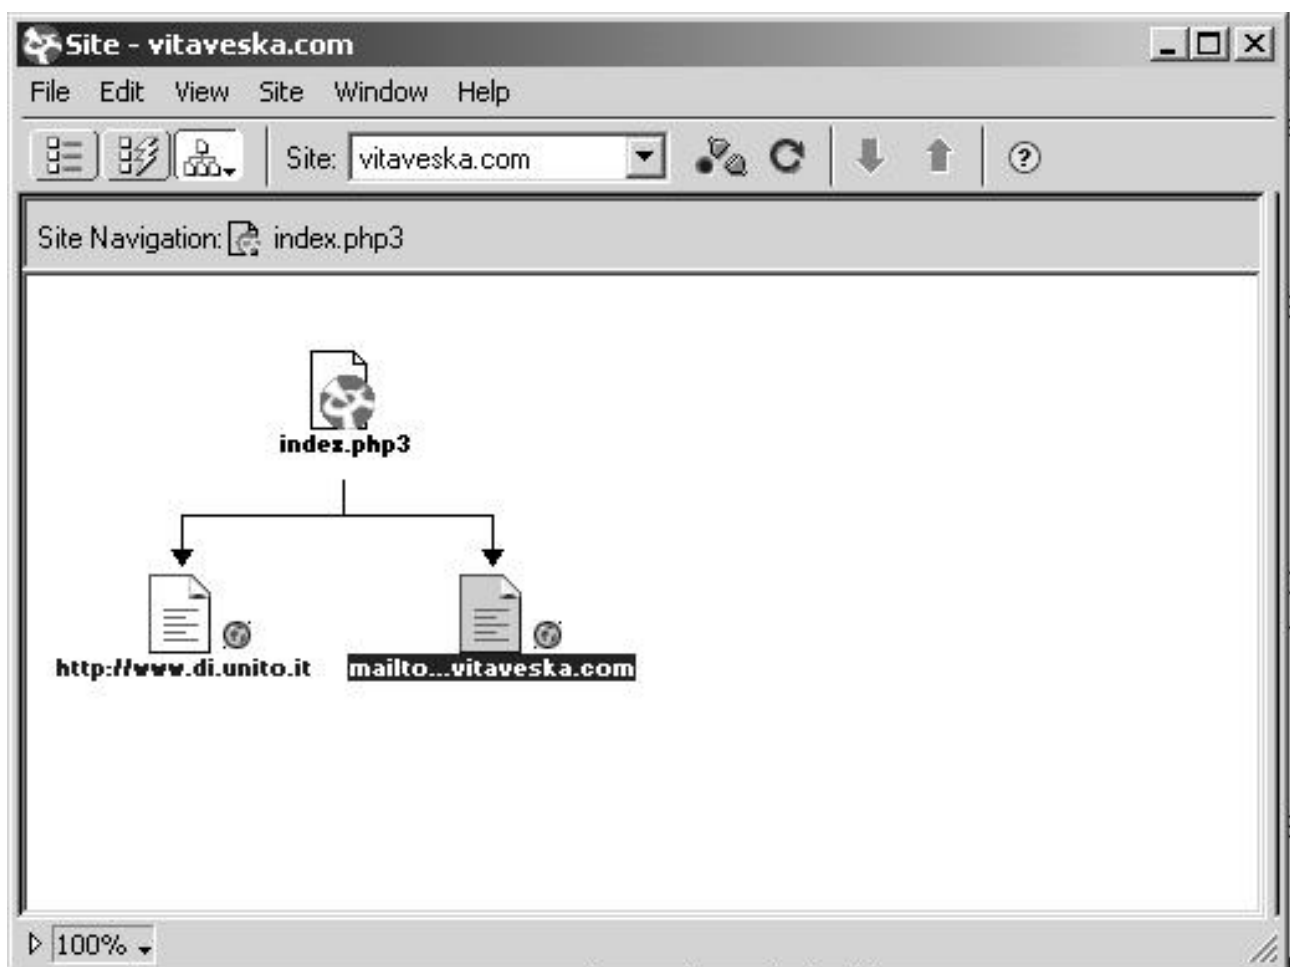 Site - vitaveska.com
File Edit View Site Window Help
Site: vitaveska.com
Site Navigation: index.php3
index.php3
http://www.di.unito.it mailto...vitaveska.com
100%